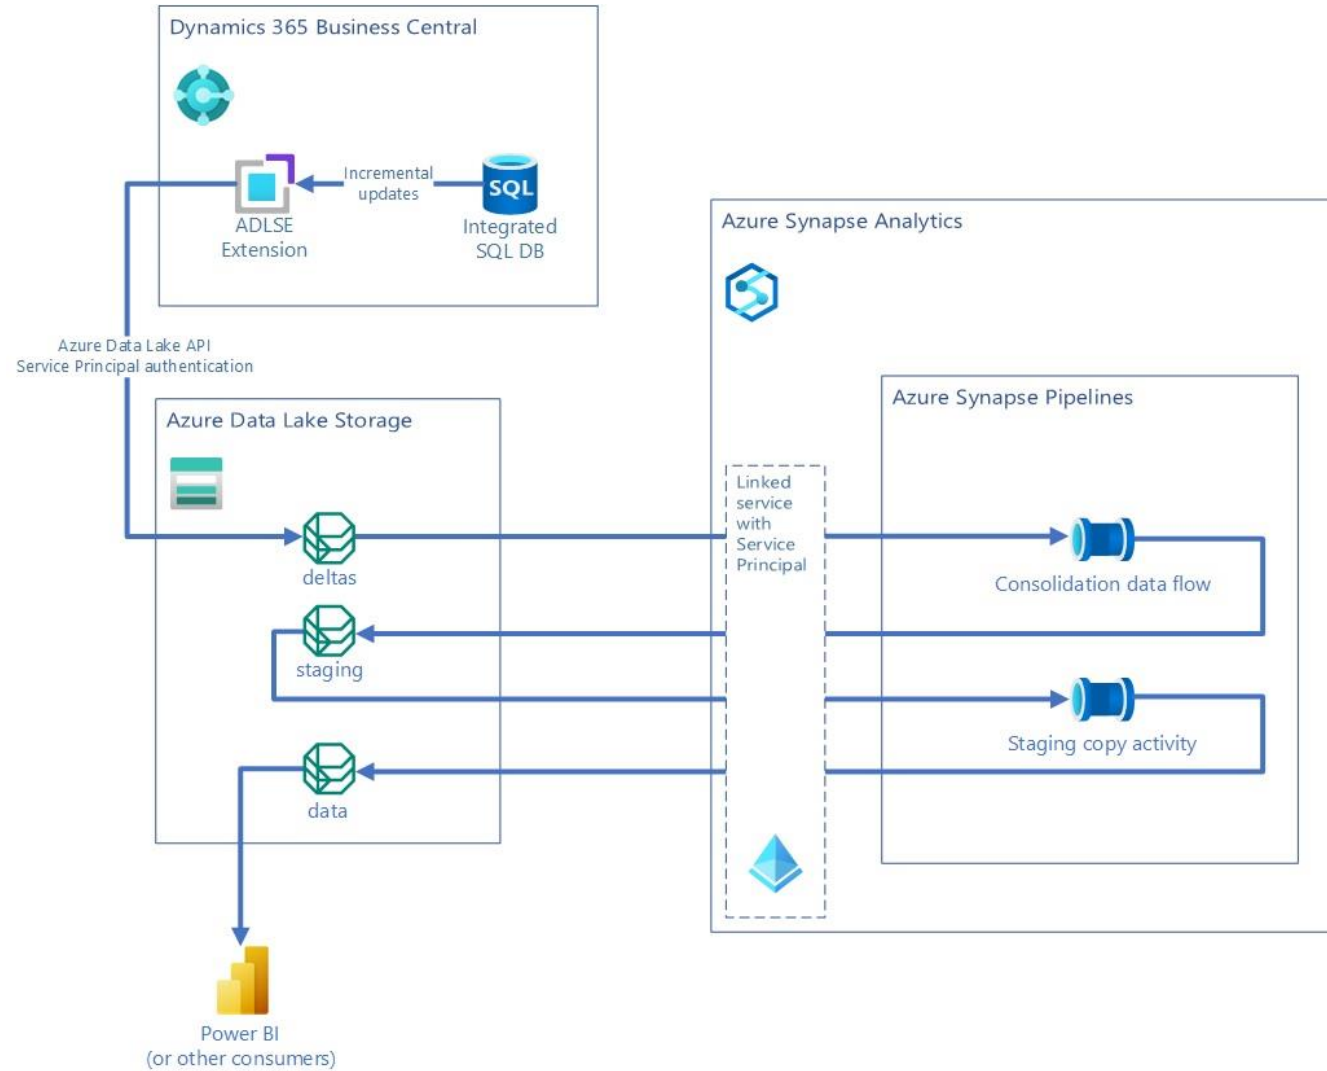 Dynamics 365 Business Central
Incremental
updates
SQL
ADLSE
Extension
Integrated
SQL DB
Azure Synapse Analytics
Azure Data Lake API
Service Principal authentication
Azure Synapse Pipelines
Azure Data Lake Storage
Linked
service
with
Service
Principal
deltas
Consolidation data flow
staging
Staging copy activity
data
Power BI
(or other consumers)